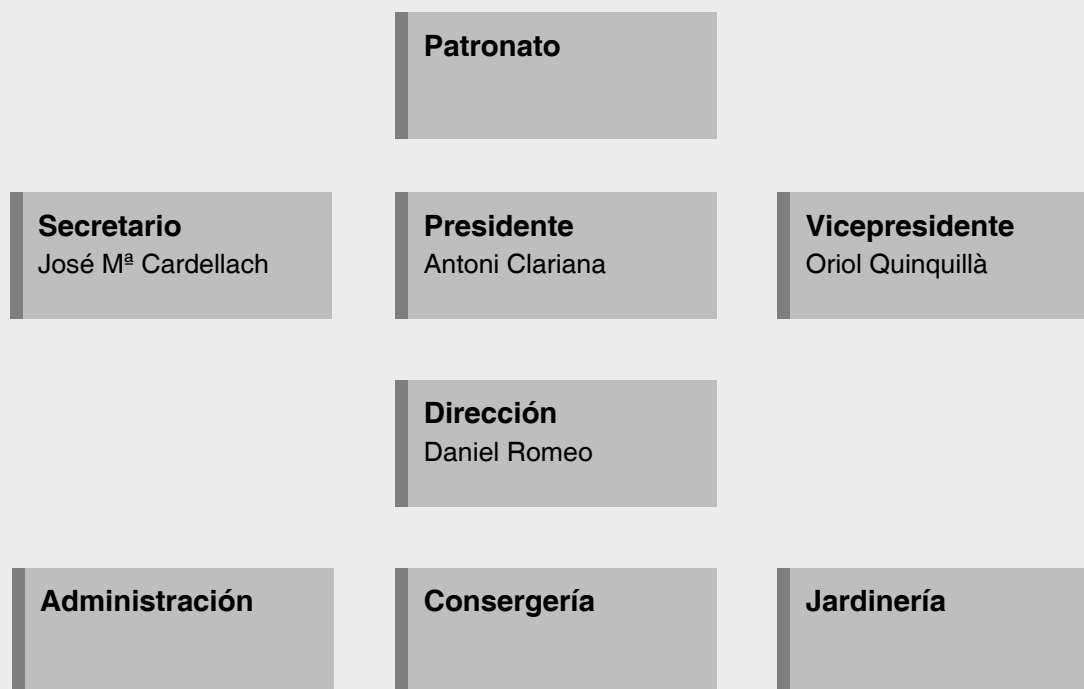 Patronato
Secretario
José Mª Cardellach
Presidente
Antoni Clariana
Vicepresidente
Oriol Quinquillà
Dirección
Daniel Romeo
Administración
Consergería
Jardinería